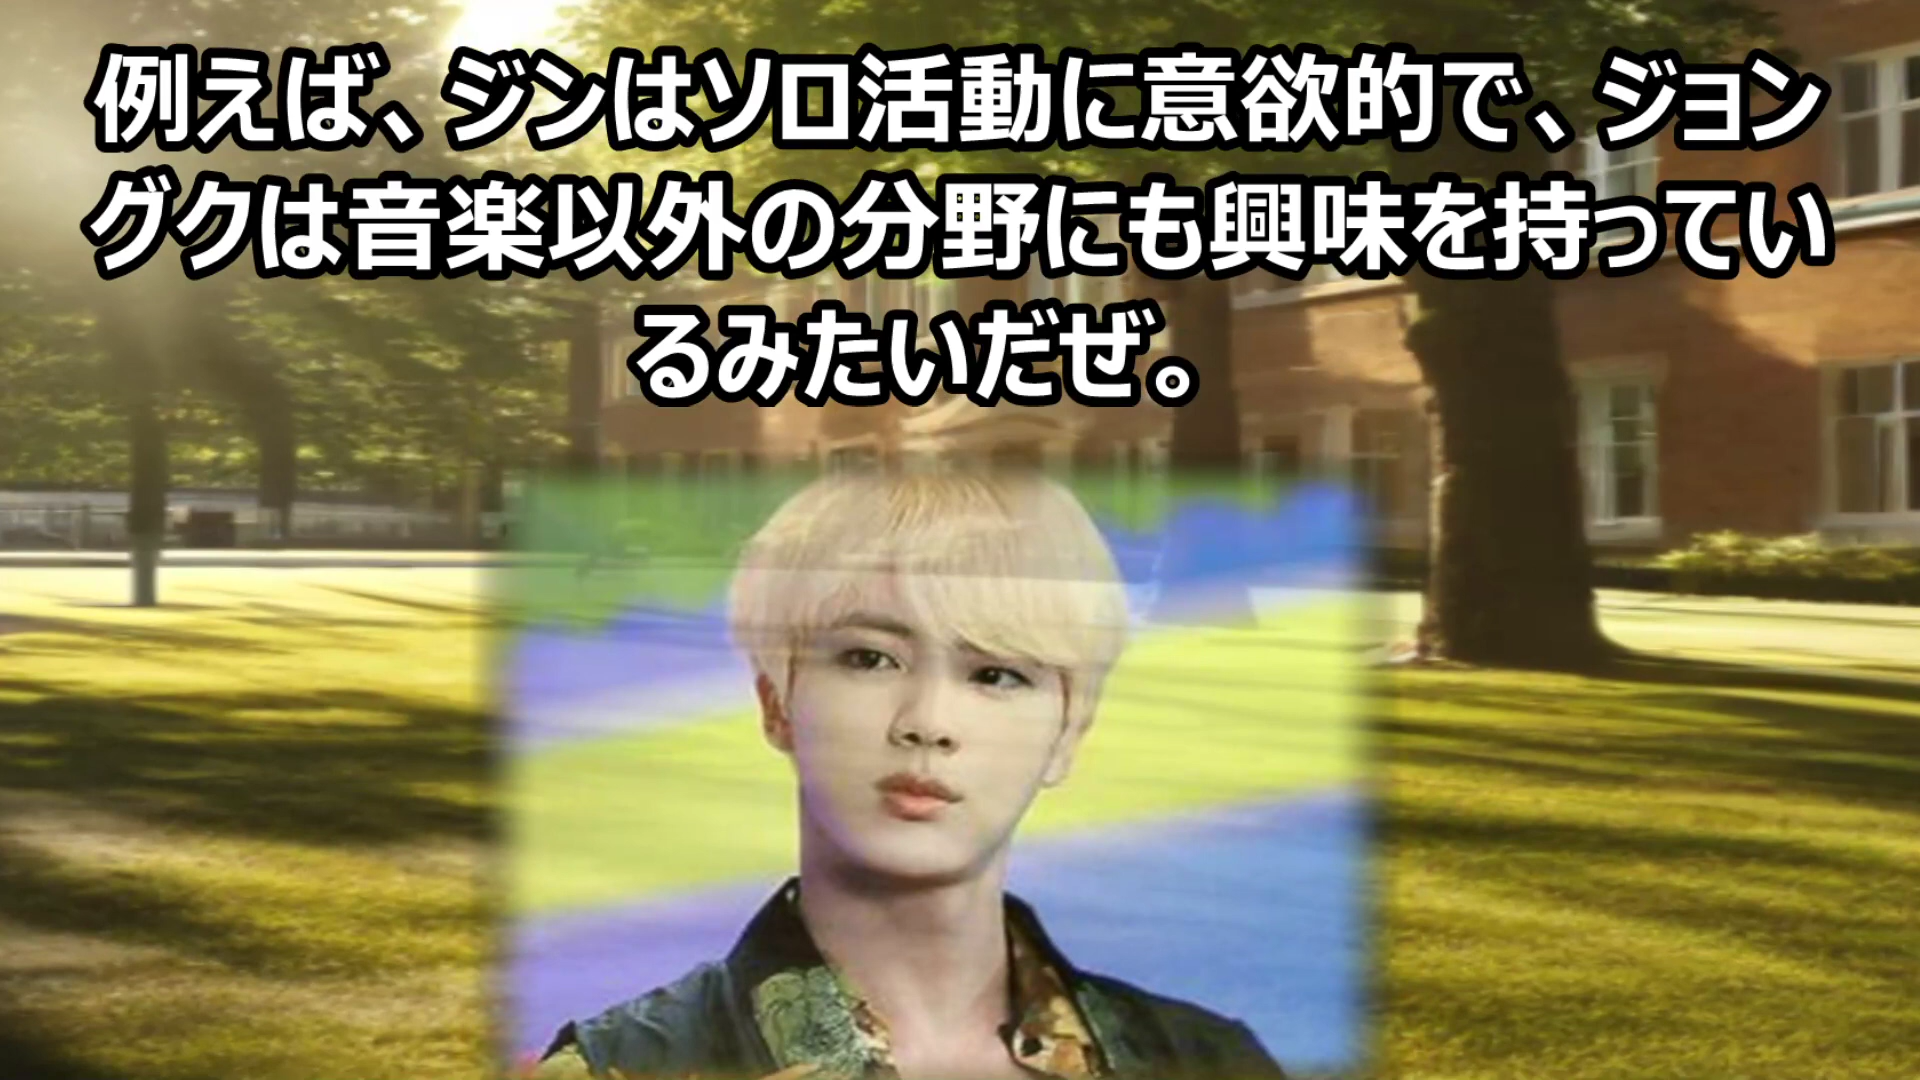 例えば、ジンはソロ活動に意欲的で、ジョン
グクは音楽以外の分野にも興味を持ってい
るみたいだぜ。